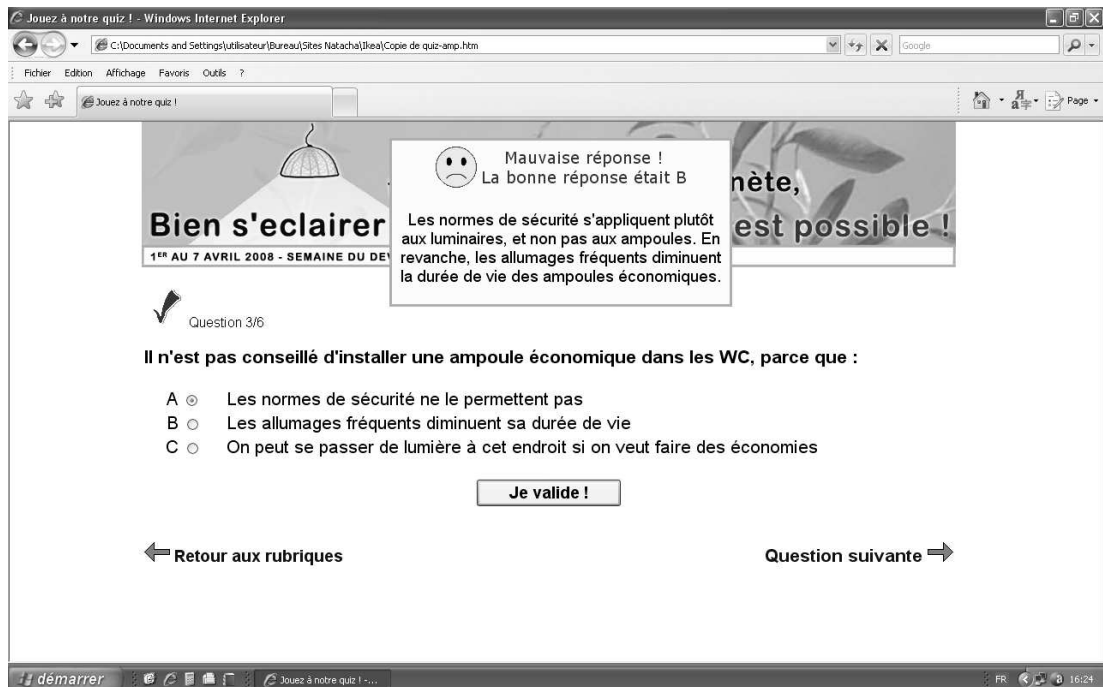 Jouez à notre quiz ! - Windows Internet Explorer
C:\Documents and Settings\utilisateur\Bureau\Sites Natacha\Ikea\Copie de quiz-amp.htm
Google
Fichier Edition Affichage Favoris Outils ?
Jouez à notre quiz !
Page
Mauvaise réponse !
La bonne réponse était B
Les normes de sécurité s'appliquent plutôt
aux luminaires, et non pas aux ampoules. En
revanche, les allumages fréquents diminuent
la durée de vie des ampoules économiques.
nète,
Bien s'eclairer
est possible !
1ER AU 7 AVRIL 2008 - SEMAINE DU
Question 3/6
Il n'est pas conseillé d'installer une ampoule économique dans les WC, parce que :
A Les normes de sécurité ne le permettent pas
B Les allumages fréquents diminuent sa durée de vie
C On peut se passer de lumière à cet endroit si on veut faire des économies
Je valide !
Retour aux rubriques
Question suivante
démarrer
Jouez à notre quiz ! -...
FR
16:24